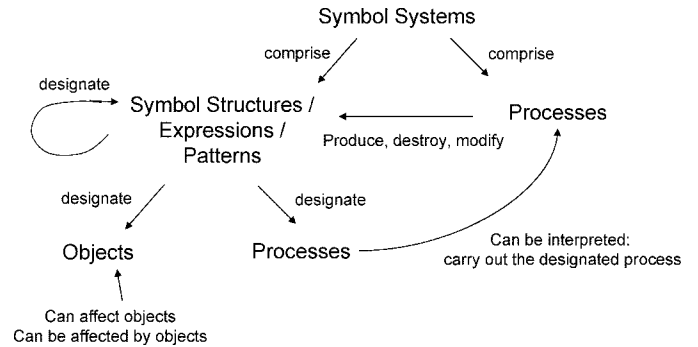 Symbol Systems
comprise
comprise
designate
Symbol Structures /
Expressions /
Patterns
Processes
Produce, destroy, modify
designate
designate
Objects
Processes
Can be interpreted:
carry out the designated process
Can affect objects
Can be affected by objects